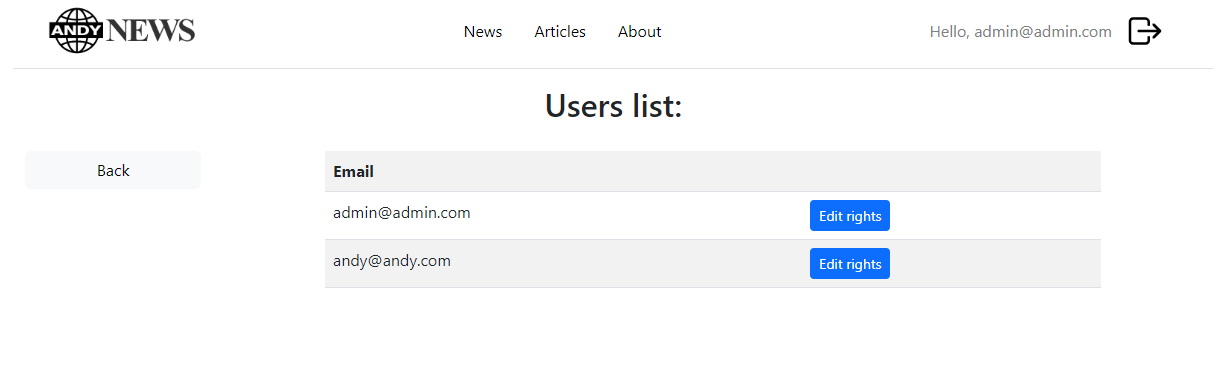 ANDY NEWS News Articles About Hello, admin@admin.com
Users list:
Back
Email
admin@admin.com Edit rights
andy@andy.com Edit rights